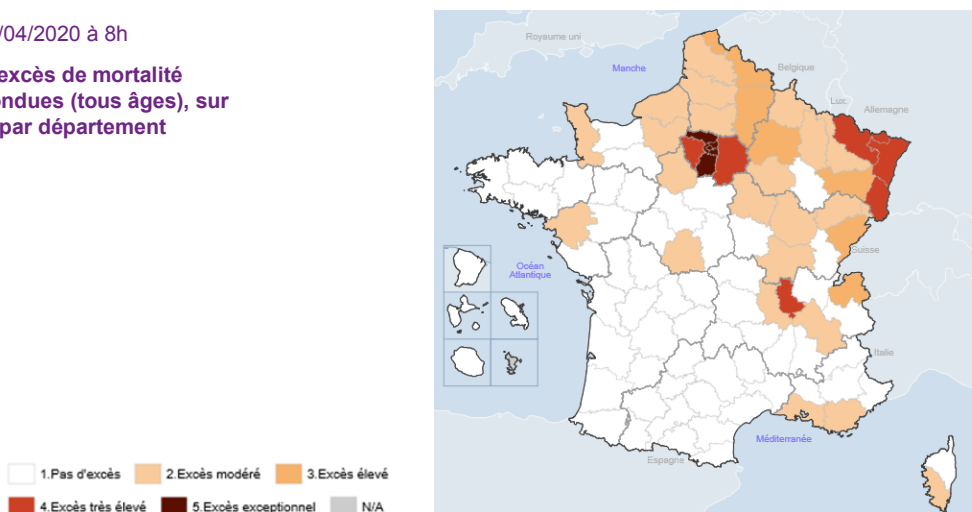 /04/2020 à 8h
excès de mortalité
ondues (tous âges), sur
par département
Royaume uni
Manche
Belgique
Lux.
Allemagne
Suisse
Océan
Atlantique
Italie
Méditerranée
Espagne
1.Pas d'excès 2.Excès modéré 3.Excès élevé
4.Excès très élevé 5.Excès exceptionnel N/A